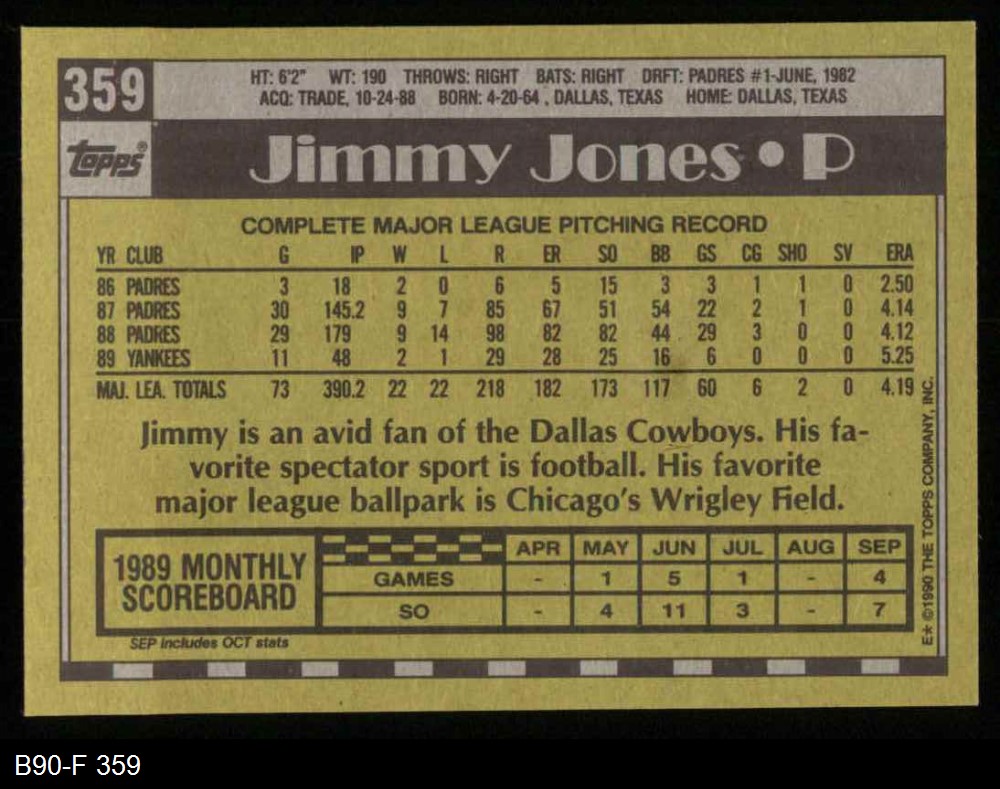 359
HT: 6'2" WT: 190 THROWS: RIGHT BATS: RIGHT DRFT: PADRES #1-JUNE, 1982
ACQ: TRADE, 10-24-88 BORN: 4-20-64 , DALLAS, TEXAS HOME: DALLAS, TEXAS
Topps®
Jimmy Jones • P
COMPLETE MAJOR LEAGUE PITCHING RECORD
YR CLUB G IP W L R ER SO BB GS CG SHO SV ERA
86 PADRES 3 18 2 0 6 5 15 3 3 1 1 0 2.50
87 PADRES 30 145.2 9 7 85 67 51 54 22 2 1 0 4.14
88 PADRES 29 179 9 14 98 82 82 44 29 3 0 0 4.12
89 YANKEES 11 48 2 1 29 28 25 16 6 0 0 0 5.25
MAJ. LEA. TOTALS 73 390.2 22 22 218 182 173 117 60 6 2 0 4.19
Jimmy is an avid fan of the Dallas Cowboys. His fa-
vorite spectator sport is football. His favorite
major league ballpark is Chicago's Wrigley Field.
1989 MONTHLY
SCOREBOARD
APR MAY JUN JUL AUG SEP
GAMES - 1 5 1 - 4
SO - 4 11 3 - 7
SEP includes OCT stats
E* ©1990 THE TOPPS COMPANY, INC.
B90-F 359